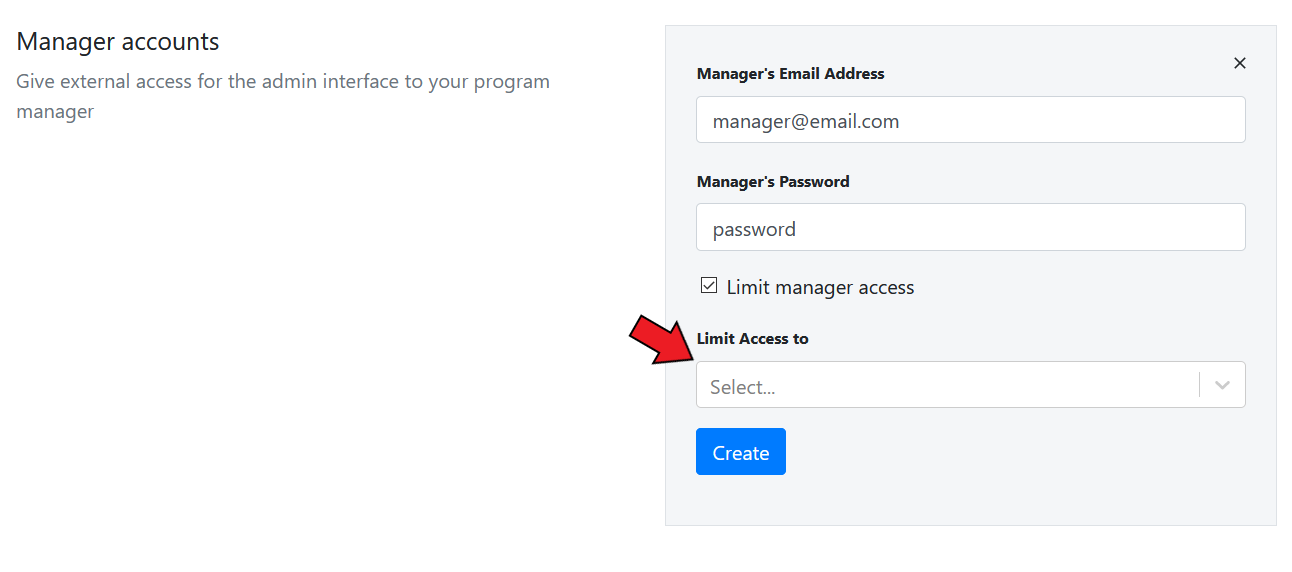 Manager accounts
Give external access for the admin interface to your program
manager
Manager's Email Address
manager@email.com
Manager's Password
password
Limit manager access
Limit Access to
Select...
Create